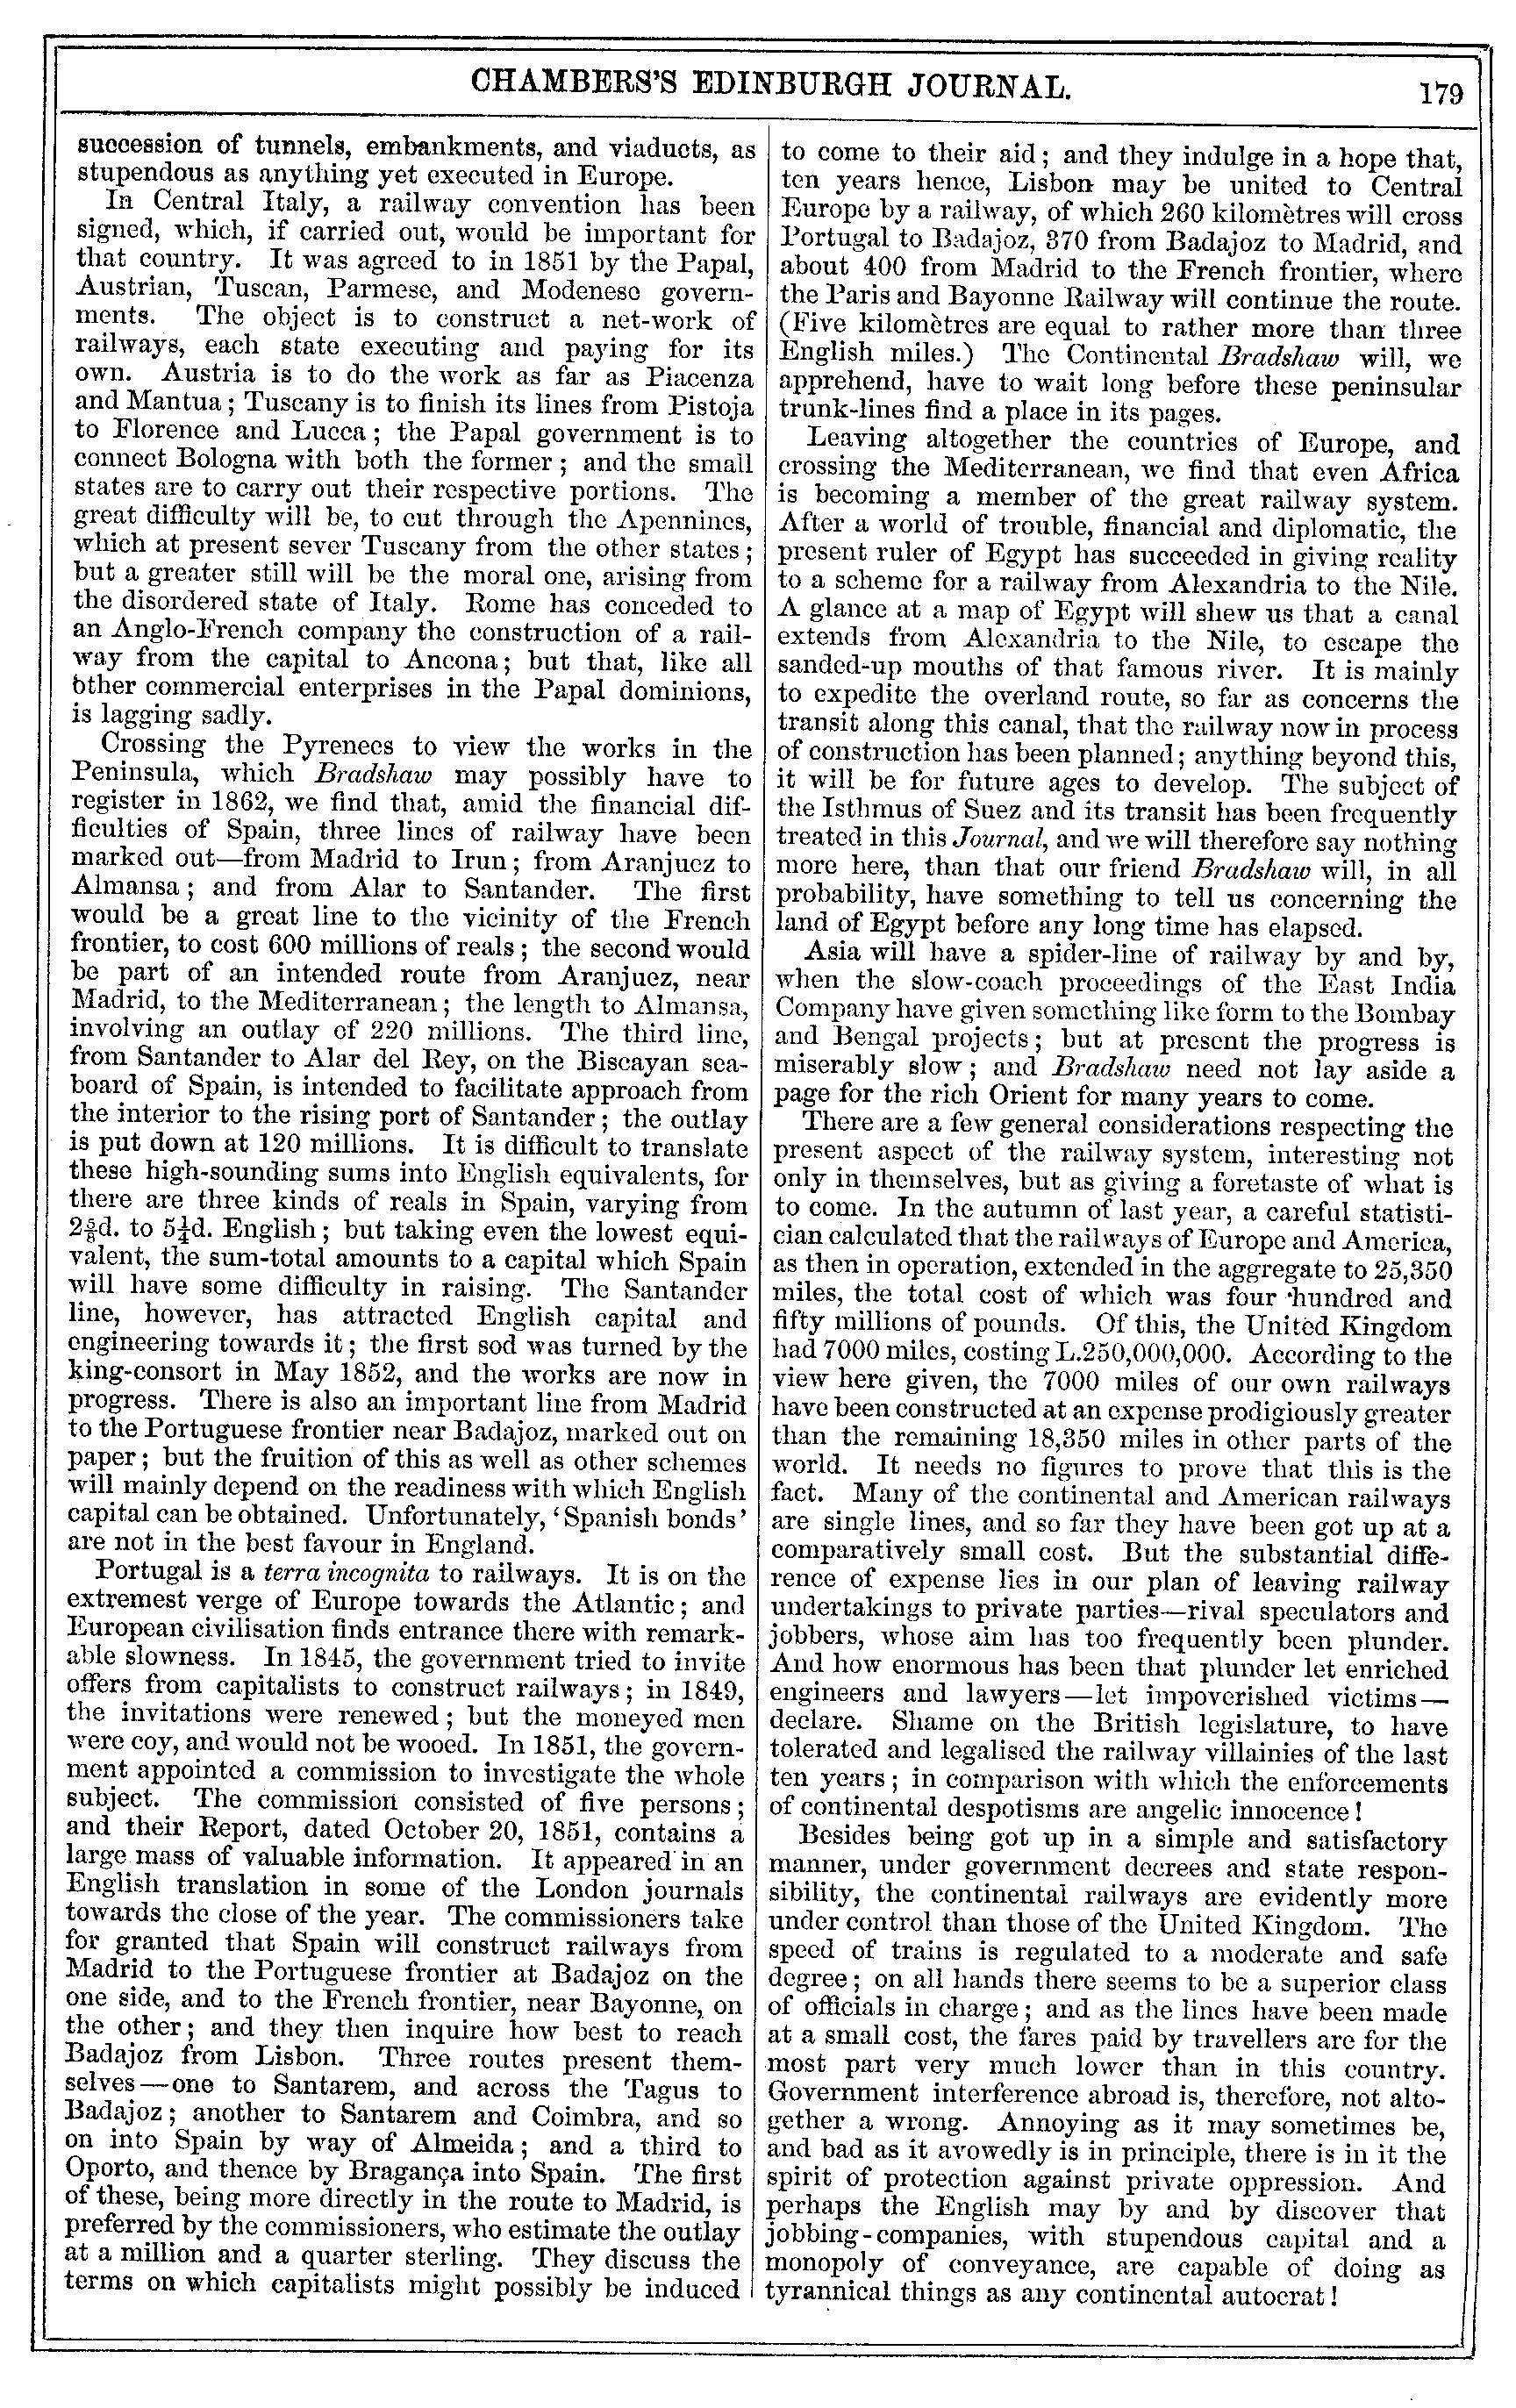 CHAMBERS'S EDINBURGH JOURNAL.
179
succession of tunnels, embankments, and viaducts, as
stupendous as anything yet executed in Europe.
In Central Italy, a railway convention has been
signed, which, if carried out, would be important for
that country. It was agreed to in 1851 by the Papal,
Austrian, Tuscan, Parmese, and Modenese govern-
ments. The object is to construct a net-work of
railways, each state executing and paying for its
own. Austria is to do the work as far as Piacenza
and Mantua; Tuscany is to finish its lines from Pistoja
to Florence and Lucca; the Papal government is to
connect Bologna with both the former; and the small
states are to carry out their respective portions. The
great difficulty will be, to cut through the Apennines,
which at present sever Tuscany from the other states;
but a greater still will be the moral one, arising from
the disordered state of Italy. Rome has conceded to
an Anglo-French company the construction of a rail-
way from the capital to Ancona; but that, like all
other commercial enterprises in the Papal dominions,
is lagging sadly.
Crossing the Pyrenees to view the works in the
Peninsula, which Bradshaw may possibly have to
register in 1862, we find that, amid the financial dif-
ficulties of Spain, three lines of railway have been
marked out—from Madrid to Irun; from Aranjuez to
Almansa; and from Alar to Santander. The first
would be a great line to the vicinity of the French
frontier, to cost 600 millions of reals; the second would
be part of an intended route from Aranjuez, near
Madrid, to the Mediterranean; the length to Almansa,
involving an outlay of 220 millions. The third line,
from Santander to Alar del Rey, on the Biscayan sea-
board of Spain, is intended to facilitate approach from
the interior to the rising port of Santander; the outlay
is put down at 120 millions. It is difficult to translate
these high-sounding sums into English equivalents, for
there are three kinds of reals in Spain, varying from
2⅝d. to 5¼d. English; but taking even the lowest equi-
valent, the sum-total amounts to a capital which Spain
will have some difficulty in raising. The Santander
line, however, has attracted English capital and
engineering towards it; the first sod was turned by the
king-consort in May 1852, and the works are now in
progress. There is also an important line from Madrid
to the Portuguese frontier near Badajoz, marked out on
paper; but the fruition of this as well as other schemes
will mainly depend on the readiness with which English
capital can be obtained. Unfortunately, 'Spanish bonds'
are not in the best favour in England.
Portugal is a terra incognita to railways. It is on the
extremest verge of Europe towards the Atlantic; and
European civilisation finds entrance there with remark-
able slowness. In 1845, the government tried to invite
offers from capitalists to construct railways; in 1849,
the invitations were renewed; but the moneyed men
were coy, and would not be wooed. In 1851, the govern-
ment appointed a commission to investigate the whole
subject. The commission consisted of five persons;
and their Report, dated October 20, 1851, contains a
large mass of valuable information. It appeared in an
English translation in some of the London journals
towards the close of the year. The commissioners take
for granted that Spain will construct railways from
Madrid to the Portuguese frontier at Badajoz on the
one side, and to the French frontier, near Bayonne, on
the other; and they then inquire how best to reach
Badajoz from Lisbon. Three routes present them-
selves—one to Santarem, and across the Tagus to
Badajoz; another to Santarem and Coimbra, and so
on into Spain by way of Almeida; and a third to
Oporto, and thence by Bragança into Spain. The first
of these, being more directly in the route to Madrid, is
preferred by the commissioners, who estimate the outlay
at a million and a quarter sterling. They discuss the
terms on which capitalists might possibly be induced
to come to their aid; and they indulge in a hope that,
ten years hence, Lisbon may be united to Central
Europe by a railway, of which 260 kilomètres will cross
Portugal to Badajoz, 370 from Badajoz to Madrid, and
about 400 from Madrid to the French frontier, where
the Paris and Bayonne Railway will continue the route.
(Five kilomètres are equal to rather more than three
English miles.) The Continental Bradshaw will, we
apprehend, have to wait long before these peninsular
trunk-lines find a place in its pages.
Leaving altogether the countries of Europe, and
crossing the Mediterranean, we find that even Africa
is becoming a member of the great railway system.
After a world of trouble, financial and diplomatic, the
present ruler of Egypt has succeeded in giving reality
to a scheme for a railway from Alexandria to the Nile.
A glance at a map of Egypt will shew us that a canal
extends from Alexandria to the Nile, to escape the
sanded-up mouths of that famous river. It is mainly
to expedite the overland route, so far as concerns the
transit along this canal, that the railway now in process
of construction has been planned; anything beyond this,
it will be for future ages to develop. The subject of
the Isthmus of Suez and its transit has been frequently
treated in this Journal, and we will therefore say nothing
more here, than that our friend Bradshaw will, in all
probability, have something to tell us concerning the
land of Egypt before any long time has elapsed.
Asia will have a spider-line of railway by and by,
when the slow-coach proceedings of the East India
Company have given something like form to the Bombay
and Bengal projects; but at present the progress is
miserably slow; and Bradshaw need not lay aside a
page for the rich Orient for many years to come.
There are a few general considerations respecting the
present aspect of the railway system, interesting not
only in themselves, but as giving a foretaste of what is
to come. In the autumn of last year, a careful statisti-
cian calculated that the railways of Europe and America,
as then in operation, extended in the aggregate to 25,350
miles, the total cost of which was four hundred and
fifty millions of pounds. Of this, the United Kingdom
had 7000 miles, costing L.250,000,000. According to the
view here given, the 7000 miles of our own railways
have been constructed at an expense prodigiously greater
than the remaining 18,350 miles in other parts of the
world. It needs no figures to prove that this is the
fact. Many of the continental and American railways
are single lines, and so far they have been got up at a
comparatively small cost. But the substantial diffe-
rence of expense lies in our plan of leaving railway
undertakings to private parties—rival speculators and
jobbers, whose aim has too frequently been plunder.
And how enormous has been that plunder let enriched
engineers and lawyers—let impoverished victims—
declare. Shame on the British legislature, to have
tolerated and legalised the railway villainies of the last
ten years; in comparison with which the enforcements
of continental despotisms are angelic innocence!
Besides being got up in a simple and satisfactory
manner, under government decrees and state respon-
sibility, the continental railways are evidently more
under control than those of the United Kingdom. The
speed of trains is regulated to a moderate and safe
degree; on all hands there seems to be a superior class
of officials in charge; and as the lines have been made
at a small cost, the fares paid by travellers are for the
most part very much lower than in this country.
Government interference abroad is, therefore, not alto-
gether a wrong. Annoying as it may sometimes be,
and bad as it avowedly is in principle, there is in it the
spirit of protection against private oppression. And
perhaps the English may by and by discover that
jobbing-companies, with stupendous capital and a
monopoly of conveyance, are capable of doing as
tyrannical things as any continental autocrat!